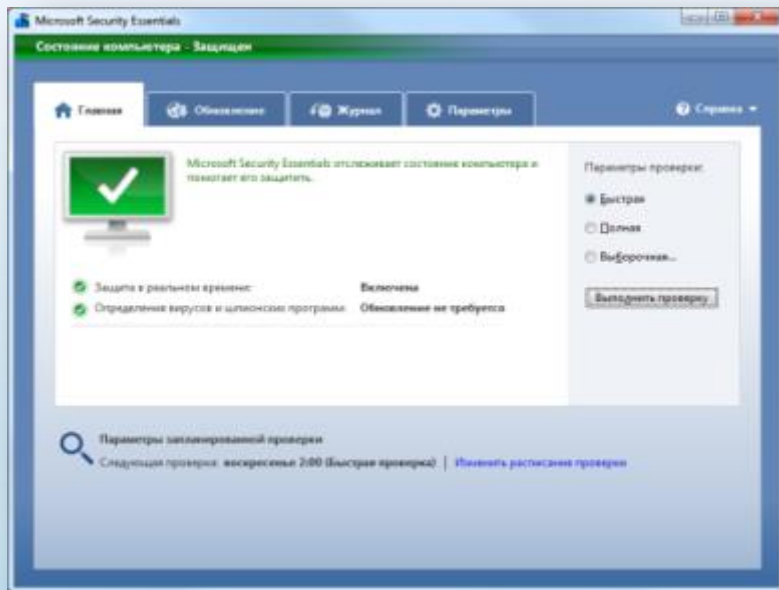 Microsoft Security Essentials
Состояние компьютера - Защищен
Главная
Обновление
Журнал
Параметры
Справка
Microsoft Security Essentials отслеживает состояние компьютера и
помогает его защитить.
Защита в реальном времени: Включена
Определения вирусов и шпионских программ: Обновление не требуется
Параметры проверки:
Быстрая
Полная
Выборочная...
Выполнить проверку
Параметры запланированной проверки
Следующая проверка: воскресенье 2:00 (Быстрая проверка) | Изменить расписание проверки